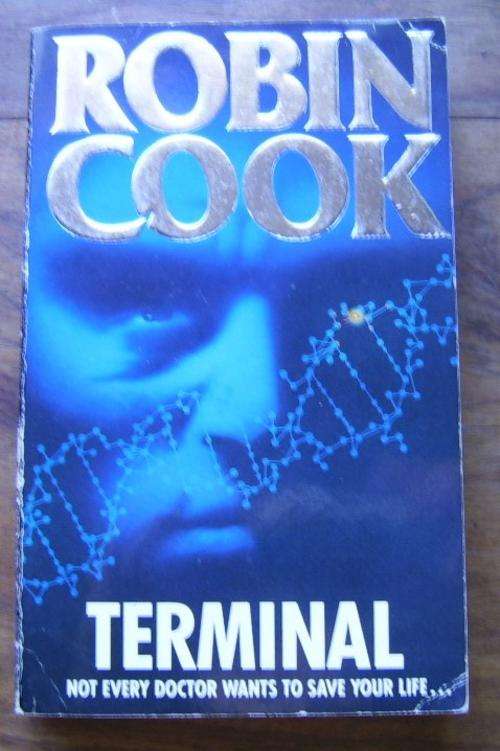 ROBIN
COOK
TERMINAL
NOT EVERY DOCTOR WANTS TO SAVE YOUR LIFE...